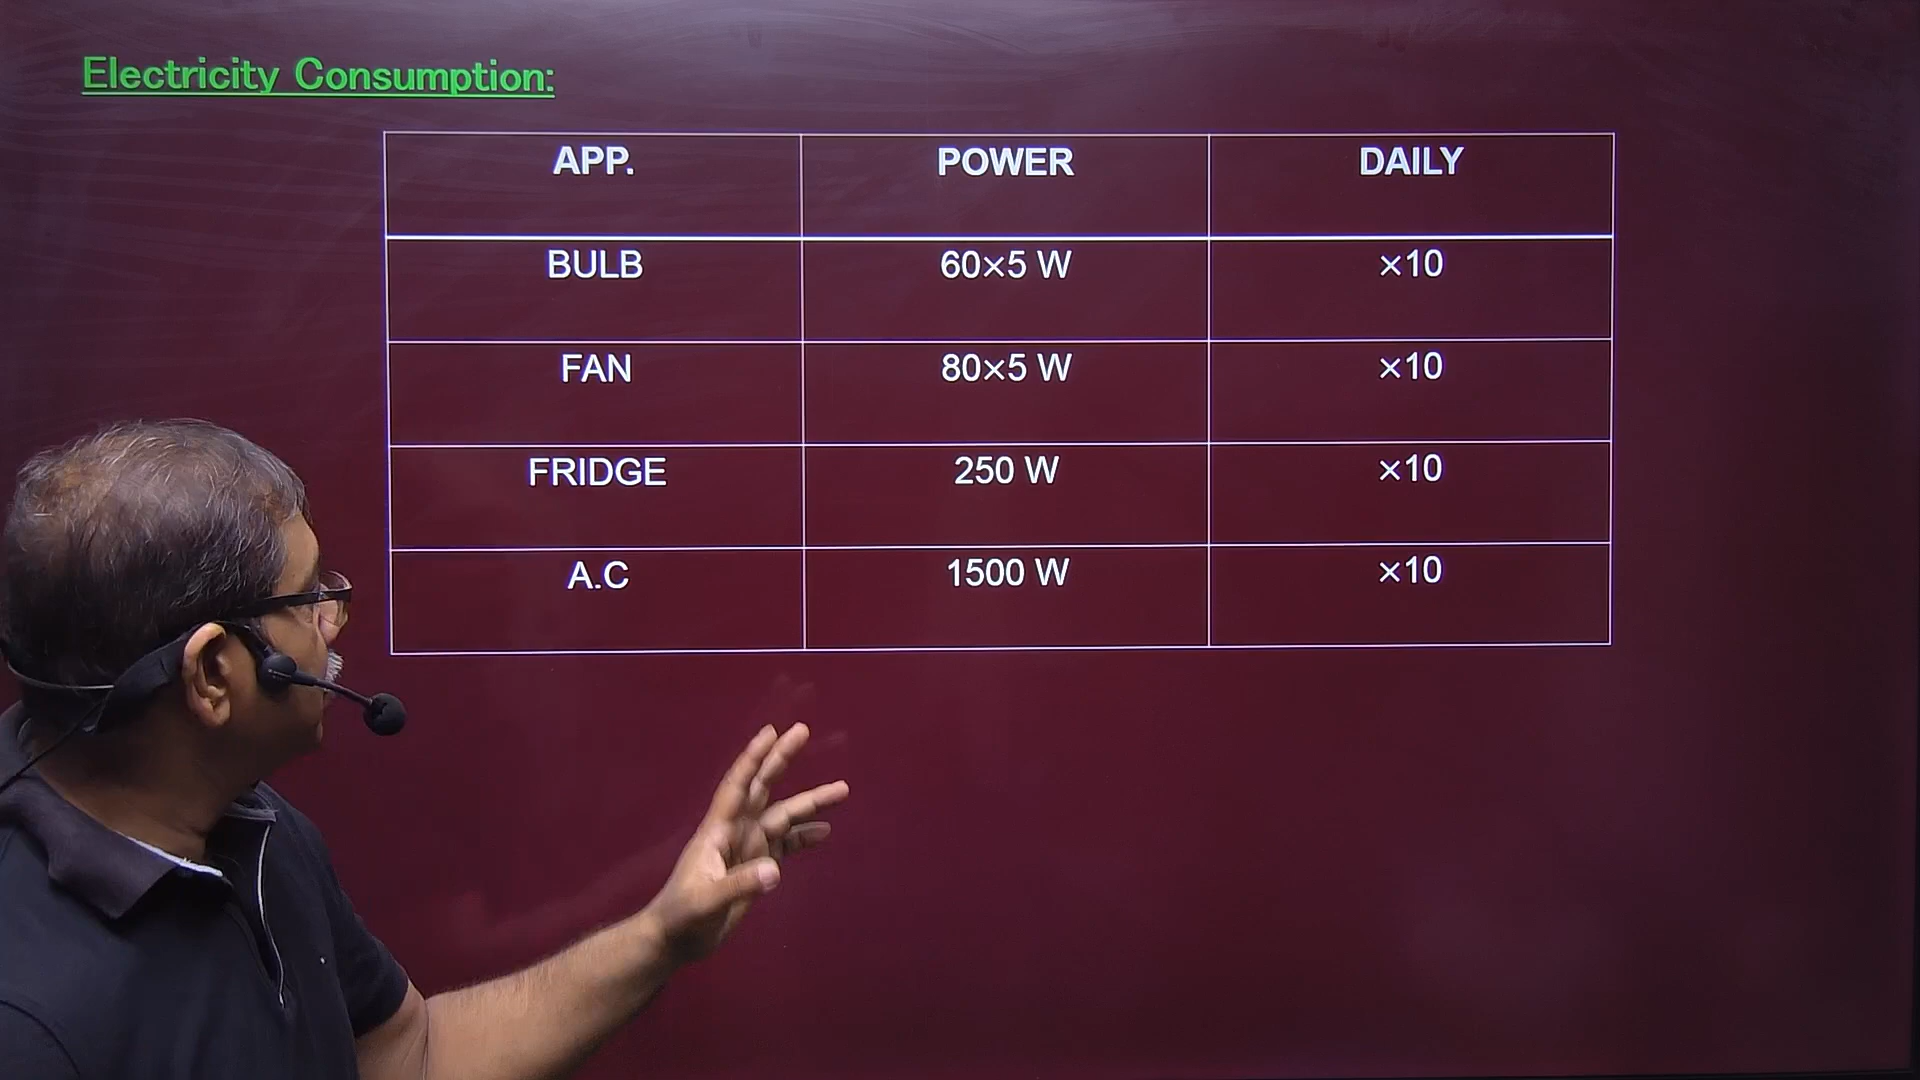 Electricity Consumption:
APP. POWER DAILY
BULB 60×5 W ×10
FAN 80×5 W ×10
FRIDGE 250 W ×10
A.C 1500 W ×10